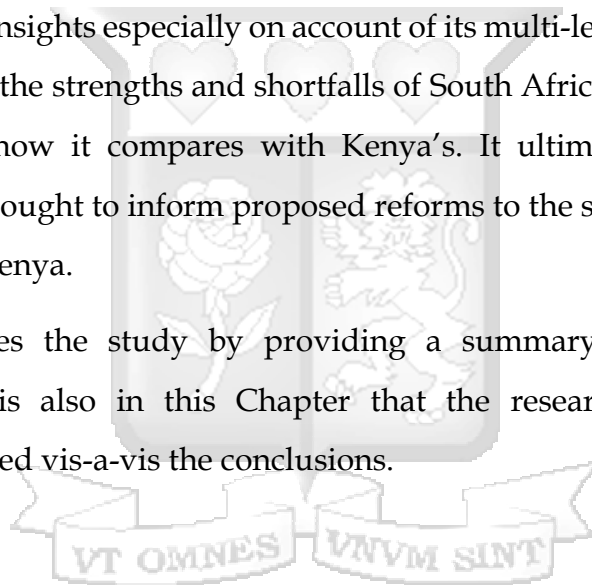 nsights especially on account of its multi-le
the strengths and shortfalls of South Afric
now it compares with Kenya's. It ultim
ought to inform proposed reforms to the s
enya.
es the study by providing a summary
is also in this Chapter that the resear
ed vis-a-vis the conclusions.
VT OMNES VNVM SINT